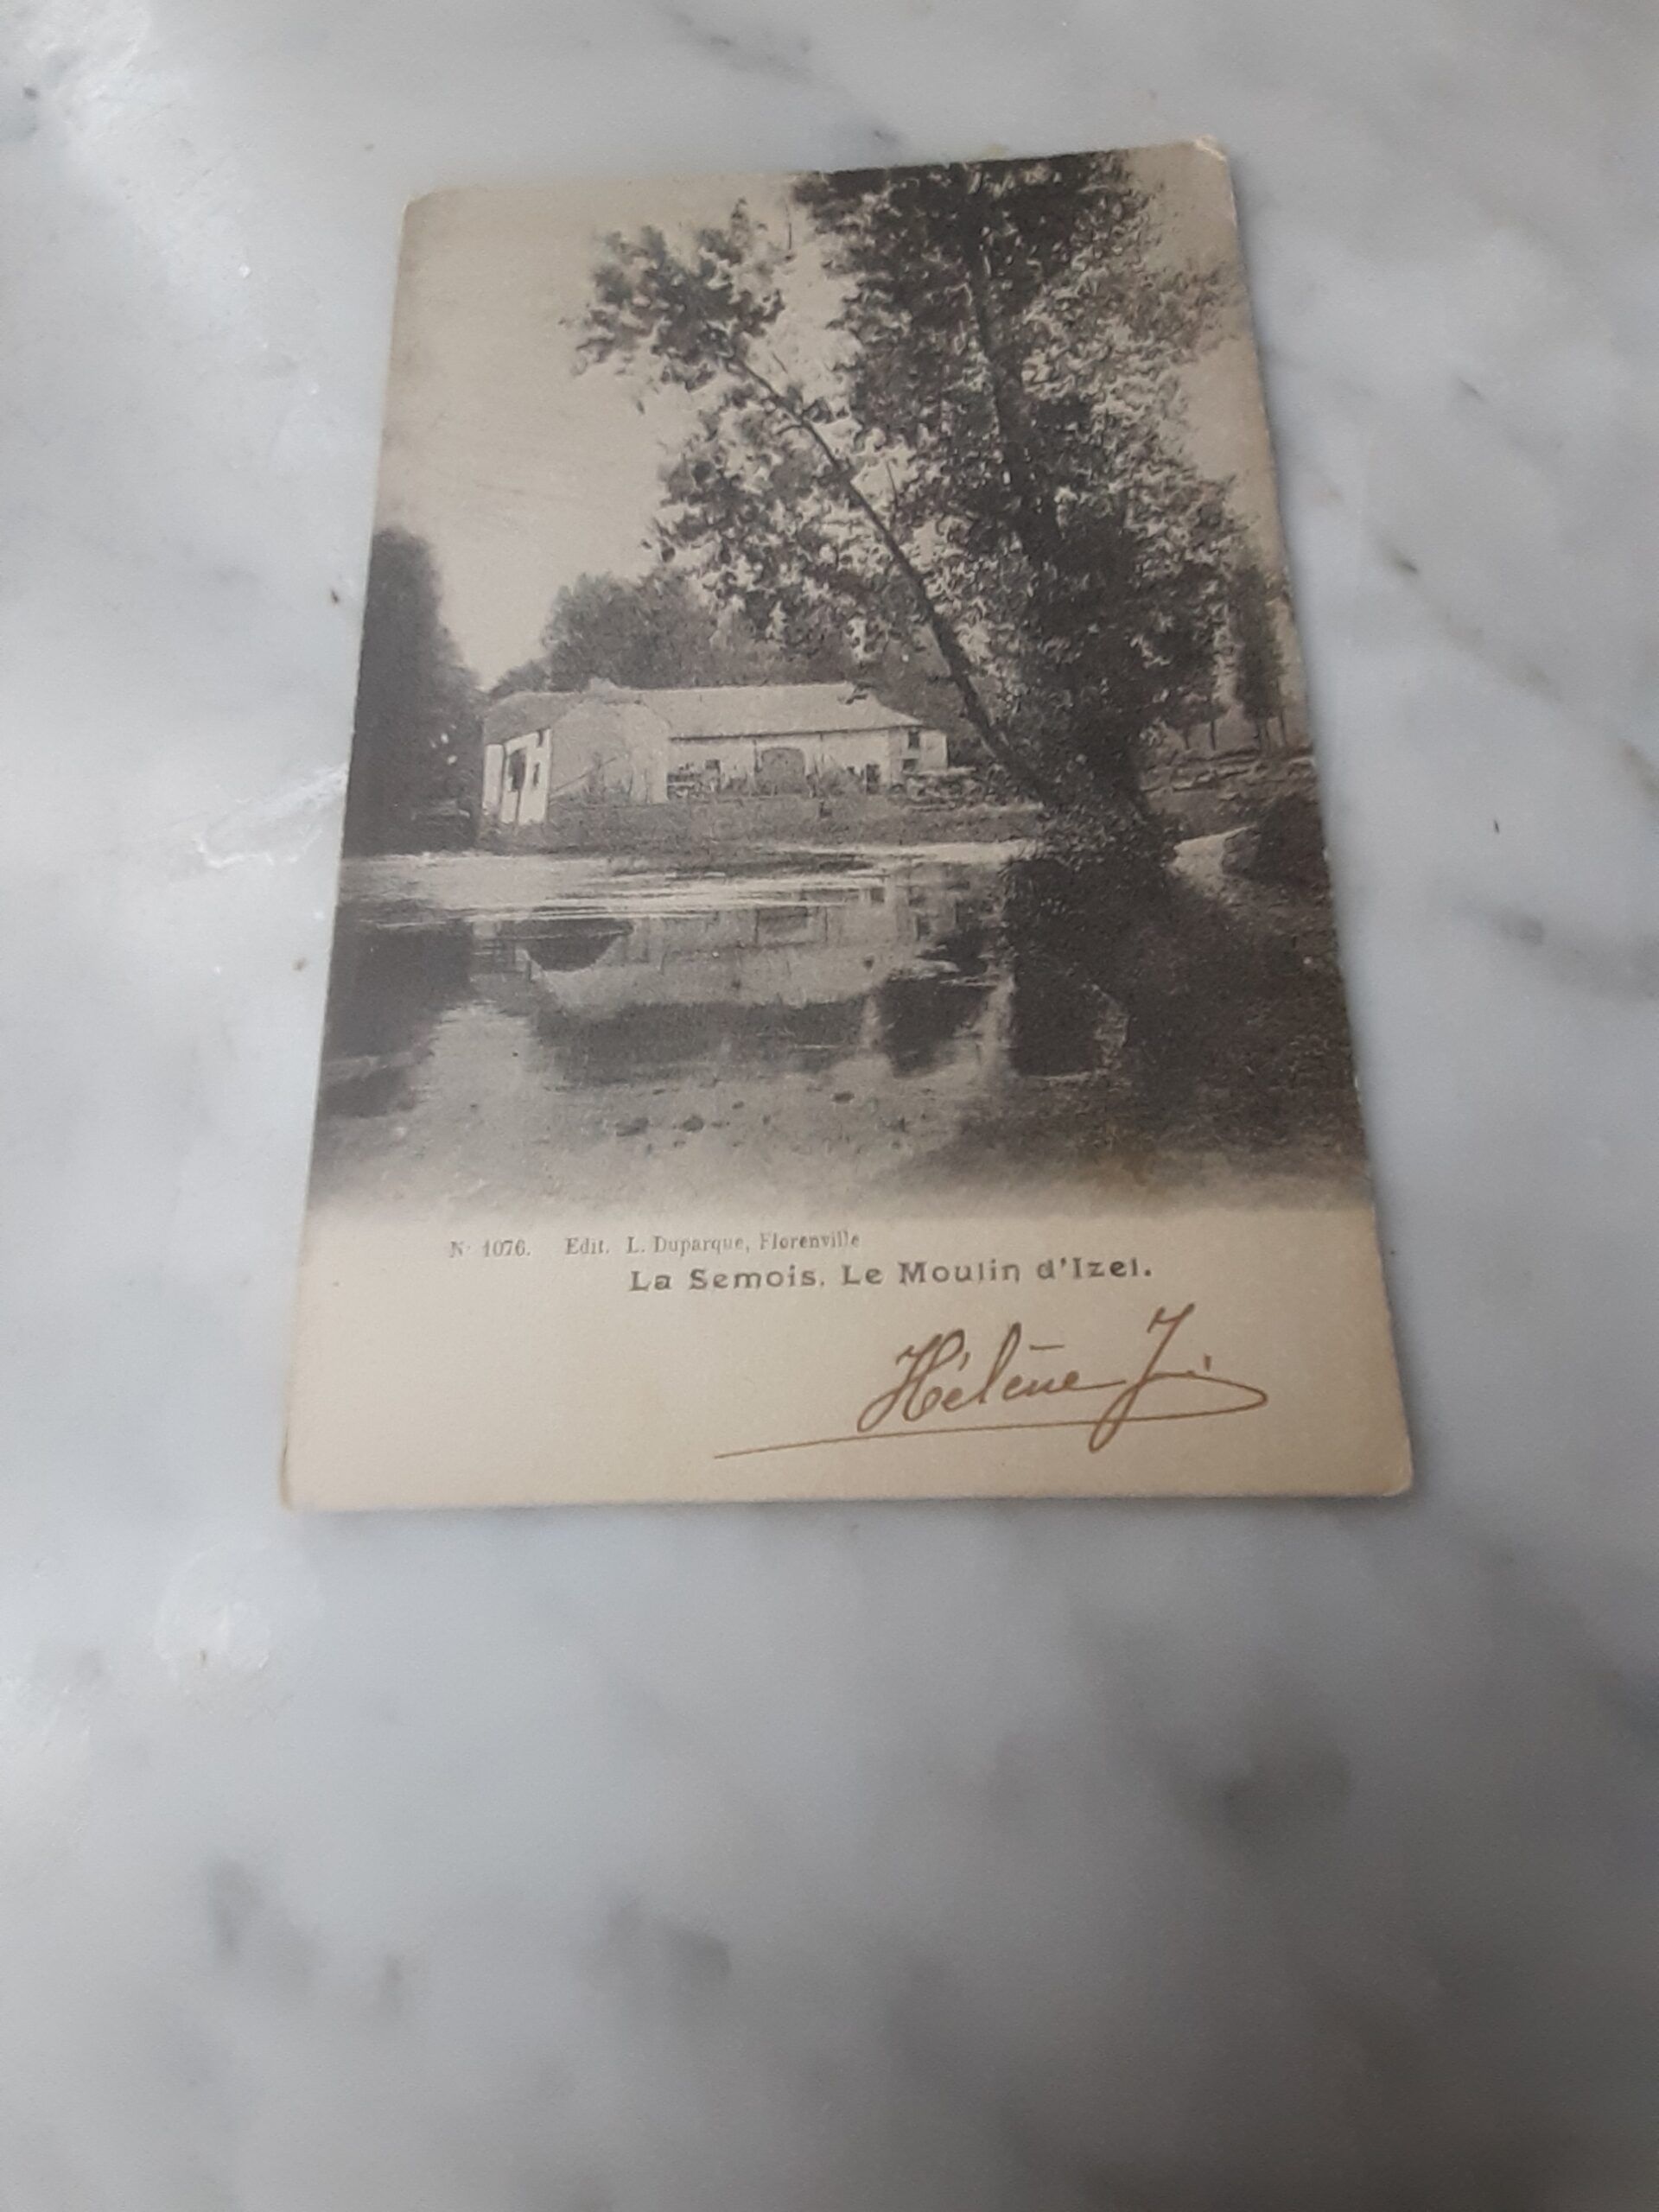 N° 1076. Edit. L. Duparque, Florenville
La Semois. Le Moulin d'Izel.
Hélène J.